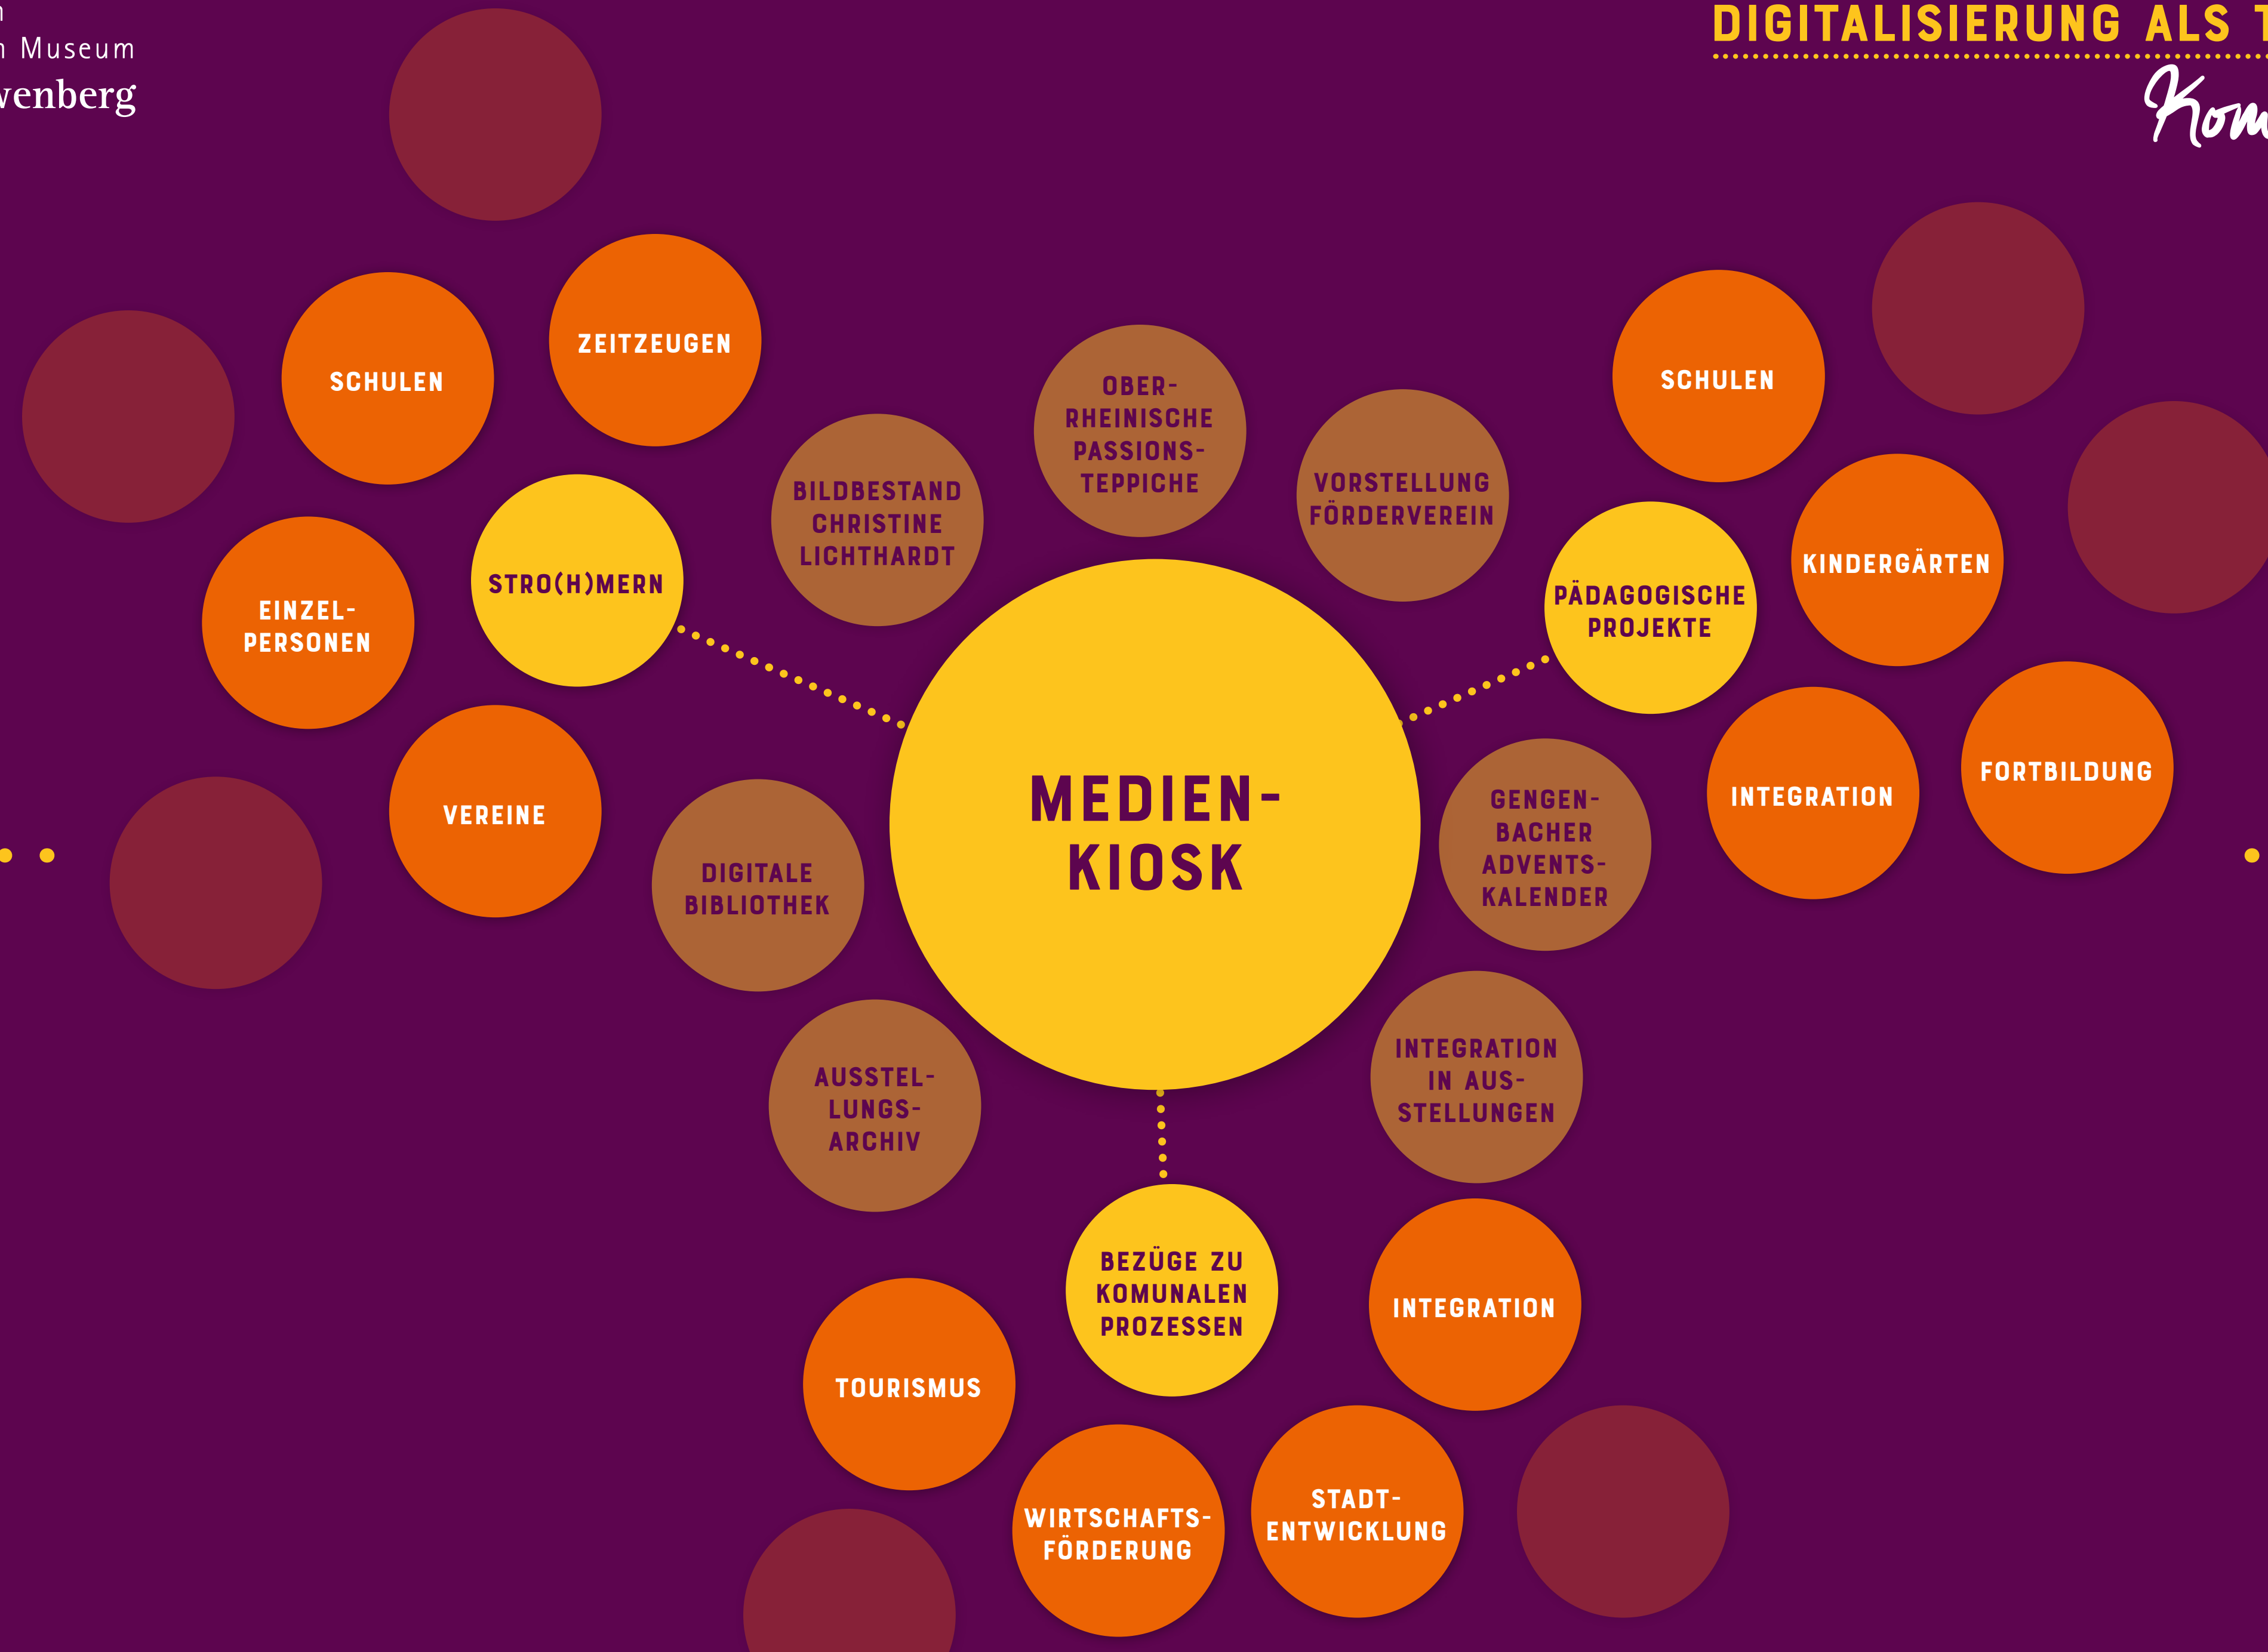 Museum
DIGITALISIERUNG ALS
ZEITZEUGEN
SCHULEN
SCHULEN
OBER-
RHEINISCHE
PASSIONS-
TEPPICHE
BILDBESTAND
CHRISTINE
LICHTHARDT
VORSTELLUNG
FÖRDERVEREIN
STRO(H)MERN
EINZEL-
PERSONEN
PÄDAGOGISCHE
PROJEKTE
KINDERGÄRTEN
VEREINE
MEDIEN-
KIOSK
INTEGRATION
FORTBILDUNG
DIGITALE
BIBLIOTHEK
GENGEN-
BACHER
ADVENTS-
KALENDER
AUSSTEL-
LUNGS-
ARCHIV
INTEGRATION
IN AUS-
STELLUNGEN
BEZÜGE ZU
KOMUNALEN
PROZESSEN
INTEGRATION
TOURISMUS
WIRTSCHAFTS-
FÖRDERUNG
STADT-
ENTWICKLUNG